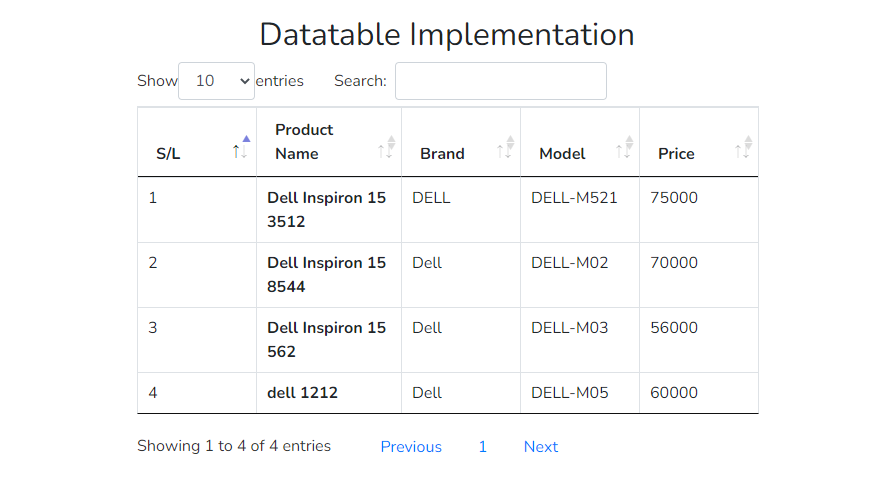 Datatable Implementation
Show 10 entries Search:
S/L Product Name Brand Model Price
1 Dell Inspiron 15 3512 DELL DELL-M521 75000
2 Dell Inspiron 15 8544 Dell DELL-M02 70000
3 Dell Inspiron 15 562 Dell DELL-M03 56000
4 dell 1212 Dell DELL-M05 60000
Showing 1 to 4 of 4 entries Previous 1 Next